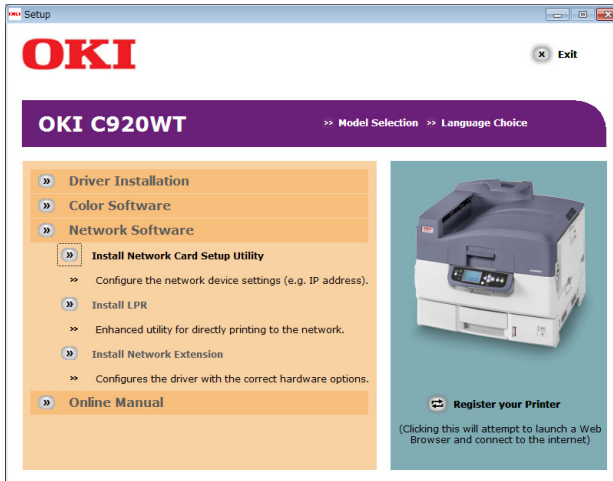 OKI Setup
OKI
Exit
OKI C920WT
>> Model Selection >> Language Choice
>> Driver Installation
>> Color Software
>> Network Software
>> Install Network Card Setup Utility
>> Configure the network device settings (e.g. IP address).
>> Install LPR
>> Enhanced utility for directly printing to the network.
>> Install Network Extension
>> Configures the driver with the correct hardware options.
>> Online Manual
Register your Printer
(Clicking this will attempt to launch a Web
Browser and connect to the internet)